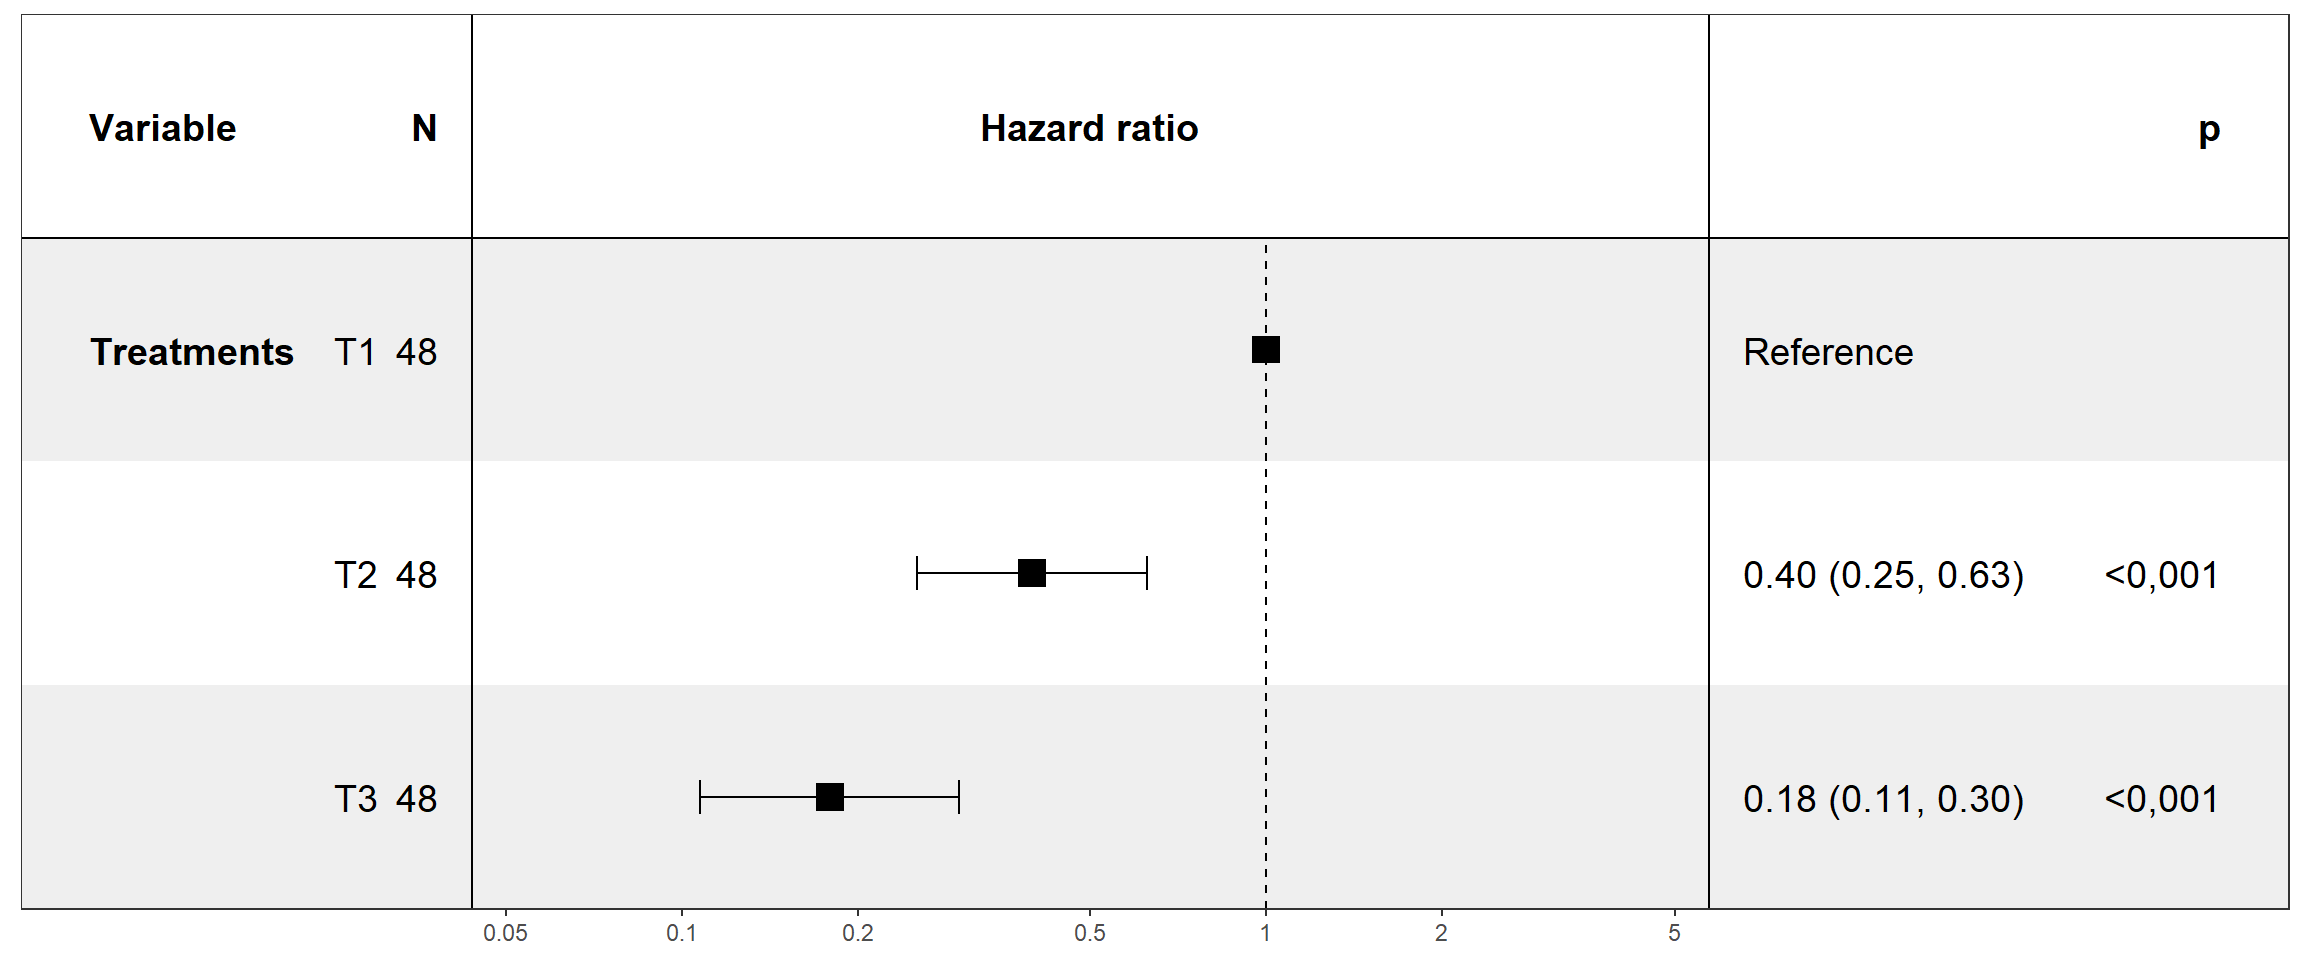 Variable N Hazard ratio p
Treatments T1 48 Reference
T2 48 0.40 (0.25, 0.63) <0,001
T3 48 0.18 (0.11, 0.30) <0,001
0.05 0.1 0.2 0.5 1 2 5